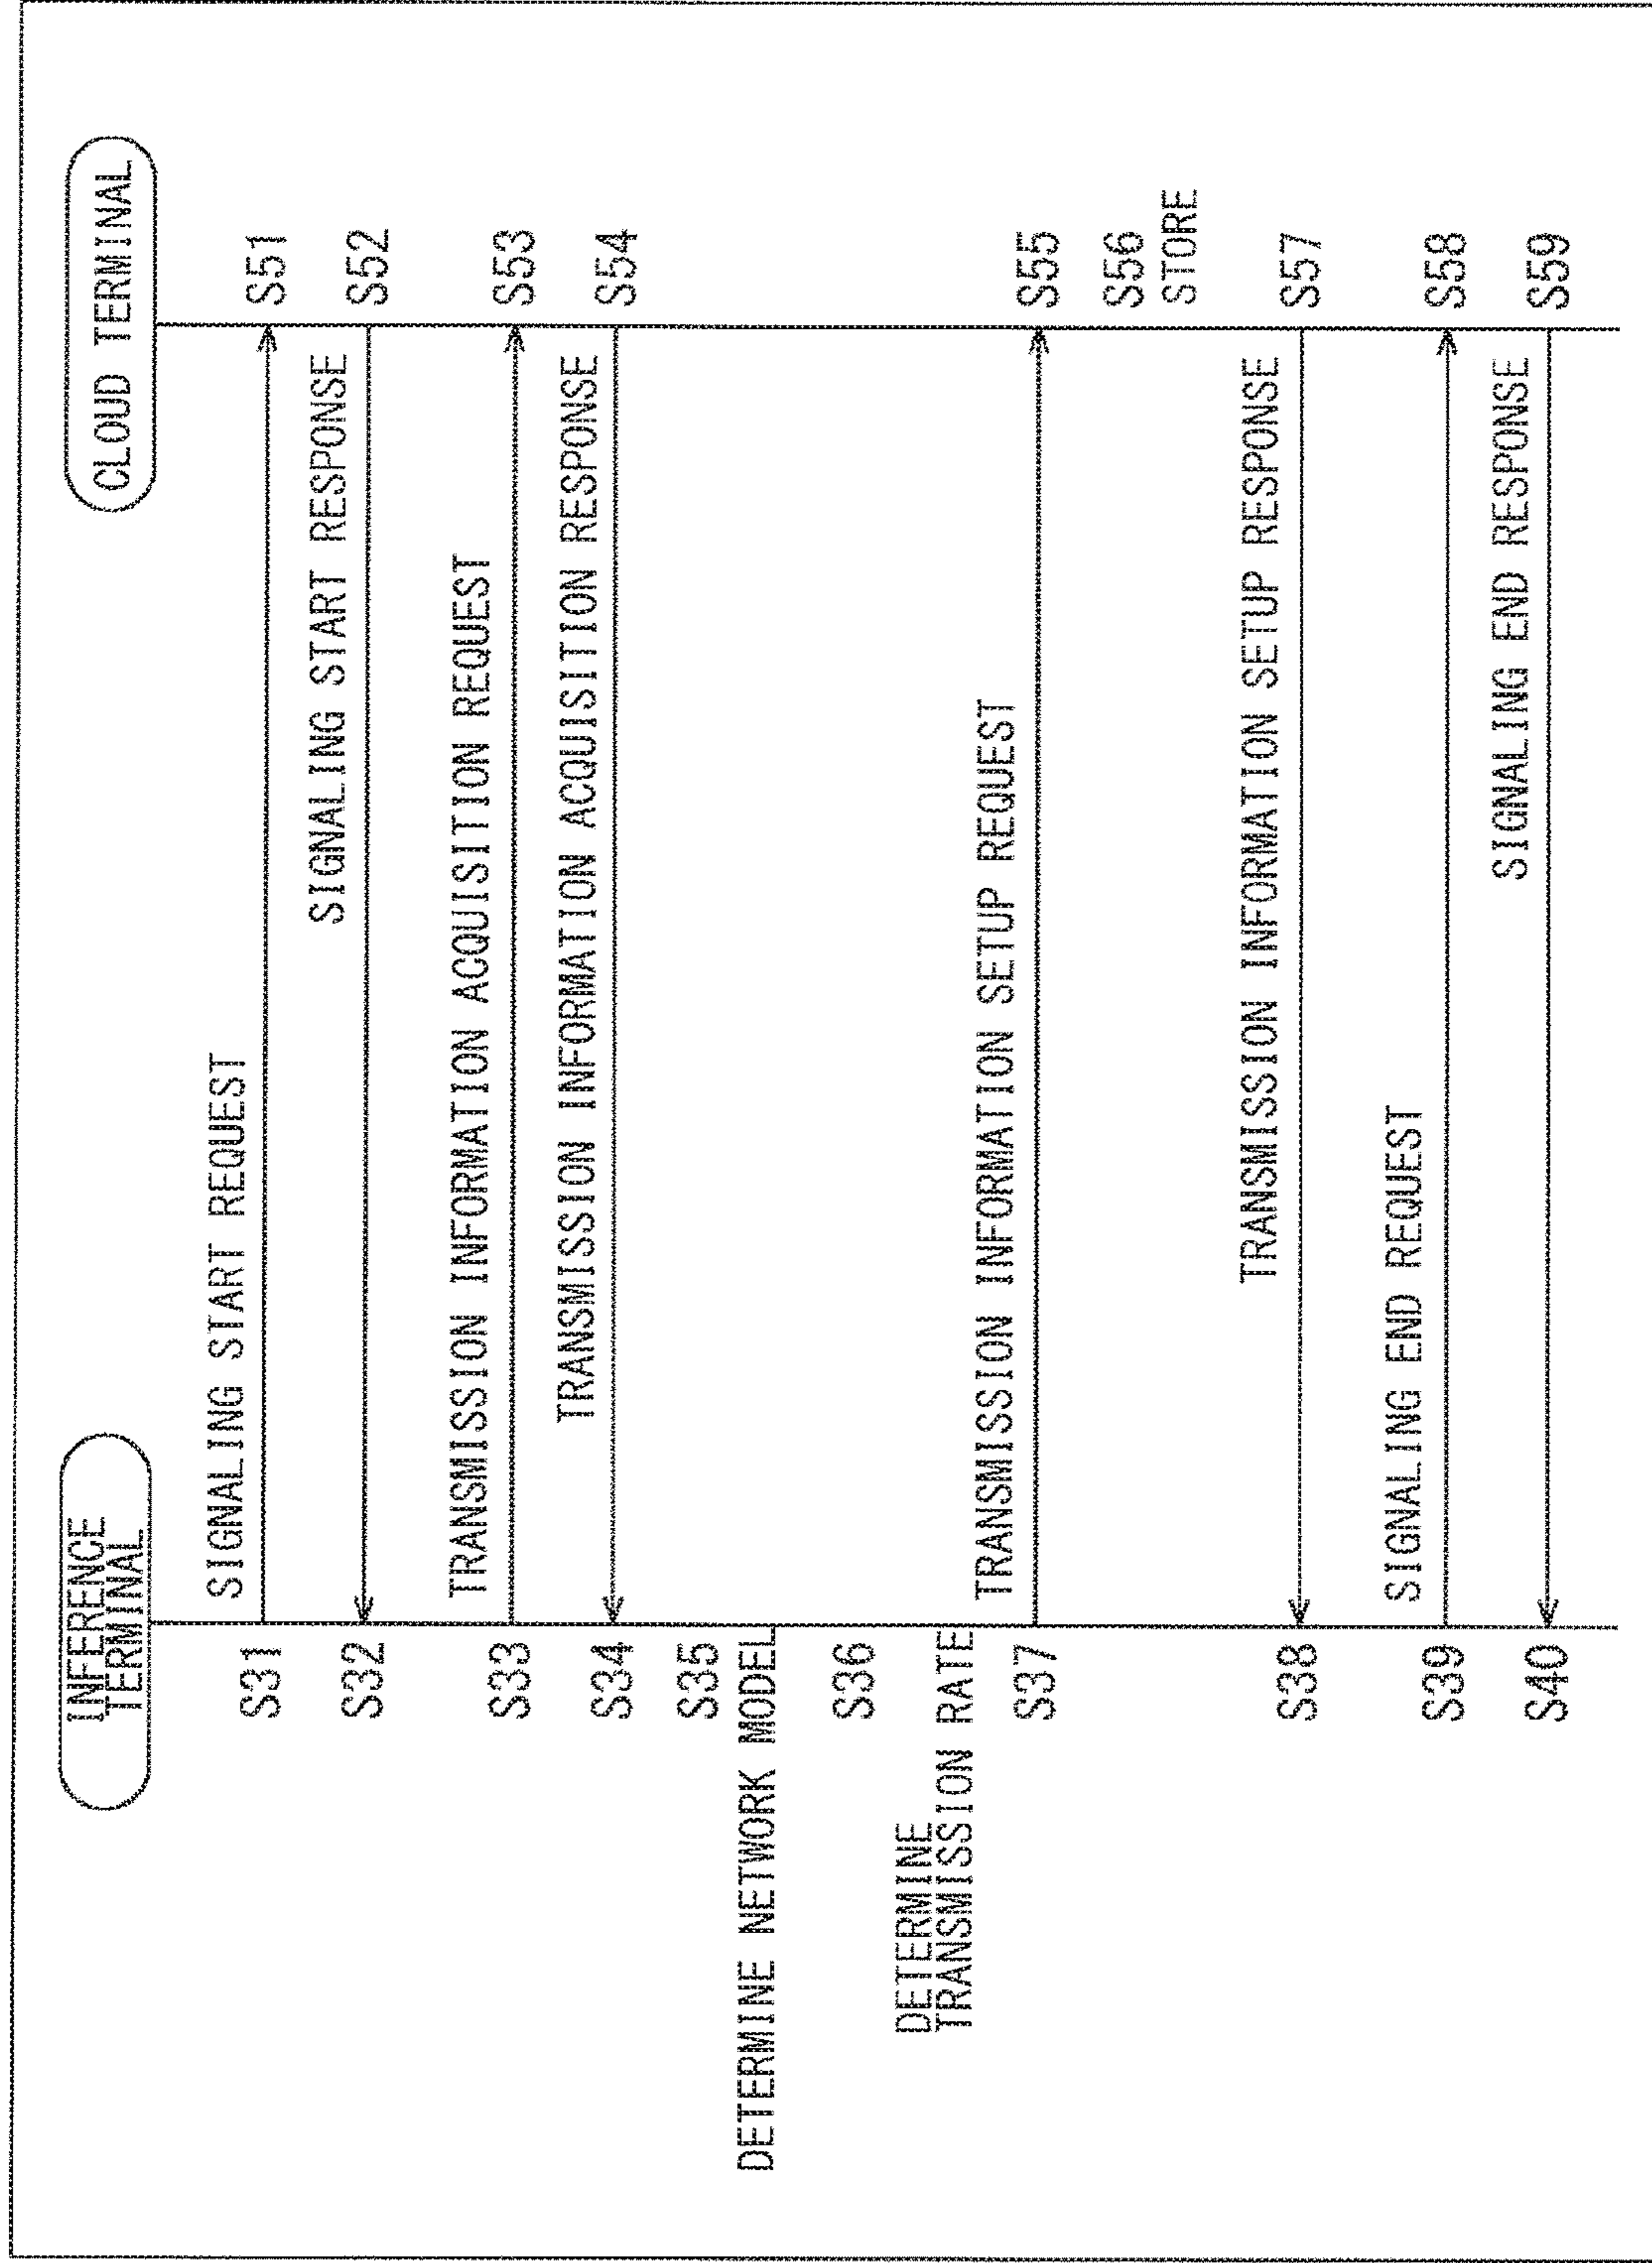 INFERENCE
TERMINAL
CLOUD TERMINAL
SIGNALING START REQUEST
S31
S51
SIGNALING START RESPONSE
S32
S52
TRANSMISSION INFORMATION ACQUISITION REQUEST
S33
S53
TRANSMISSION INFORMATION ACQUISITION RESPONSE
S34
S54
S35
DETERMINE NETWORK MODEL
S36
DETERMINE
TRANSMISSION RATE
TRANSMISSION INFORMATION SETUP REQUEST
S37
S55
S56
STORE
TRANSMISSION INFORMATION SETUP RESPONSE
S38
S57
SIGNALING END REQUEST
S39
S58
SIGNALING END RESPONSE
S40
S59